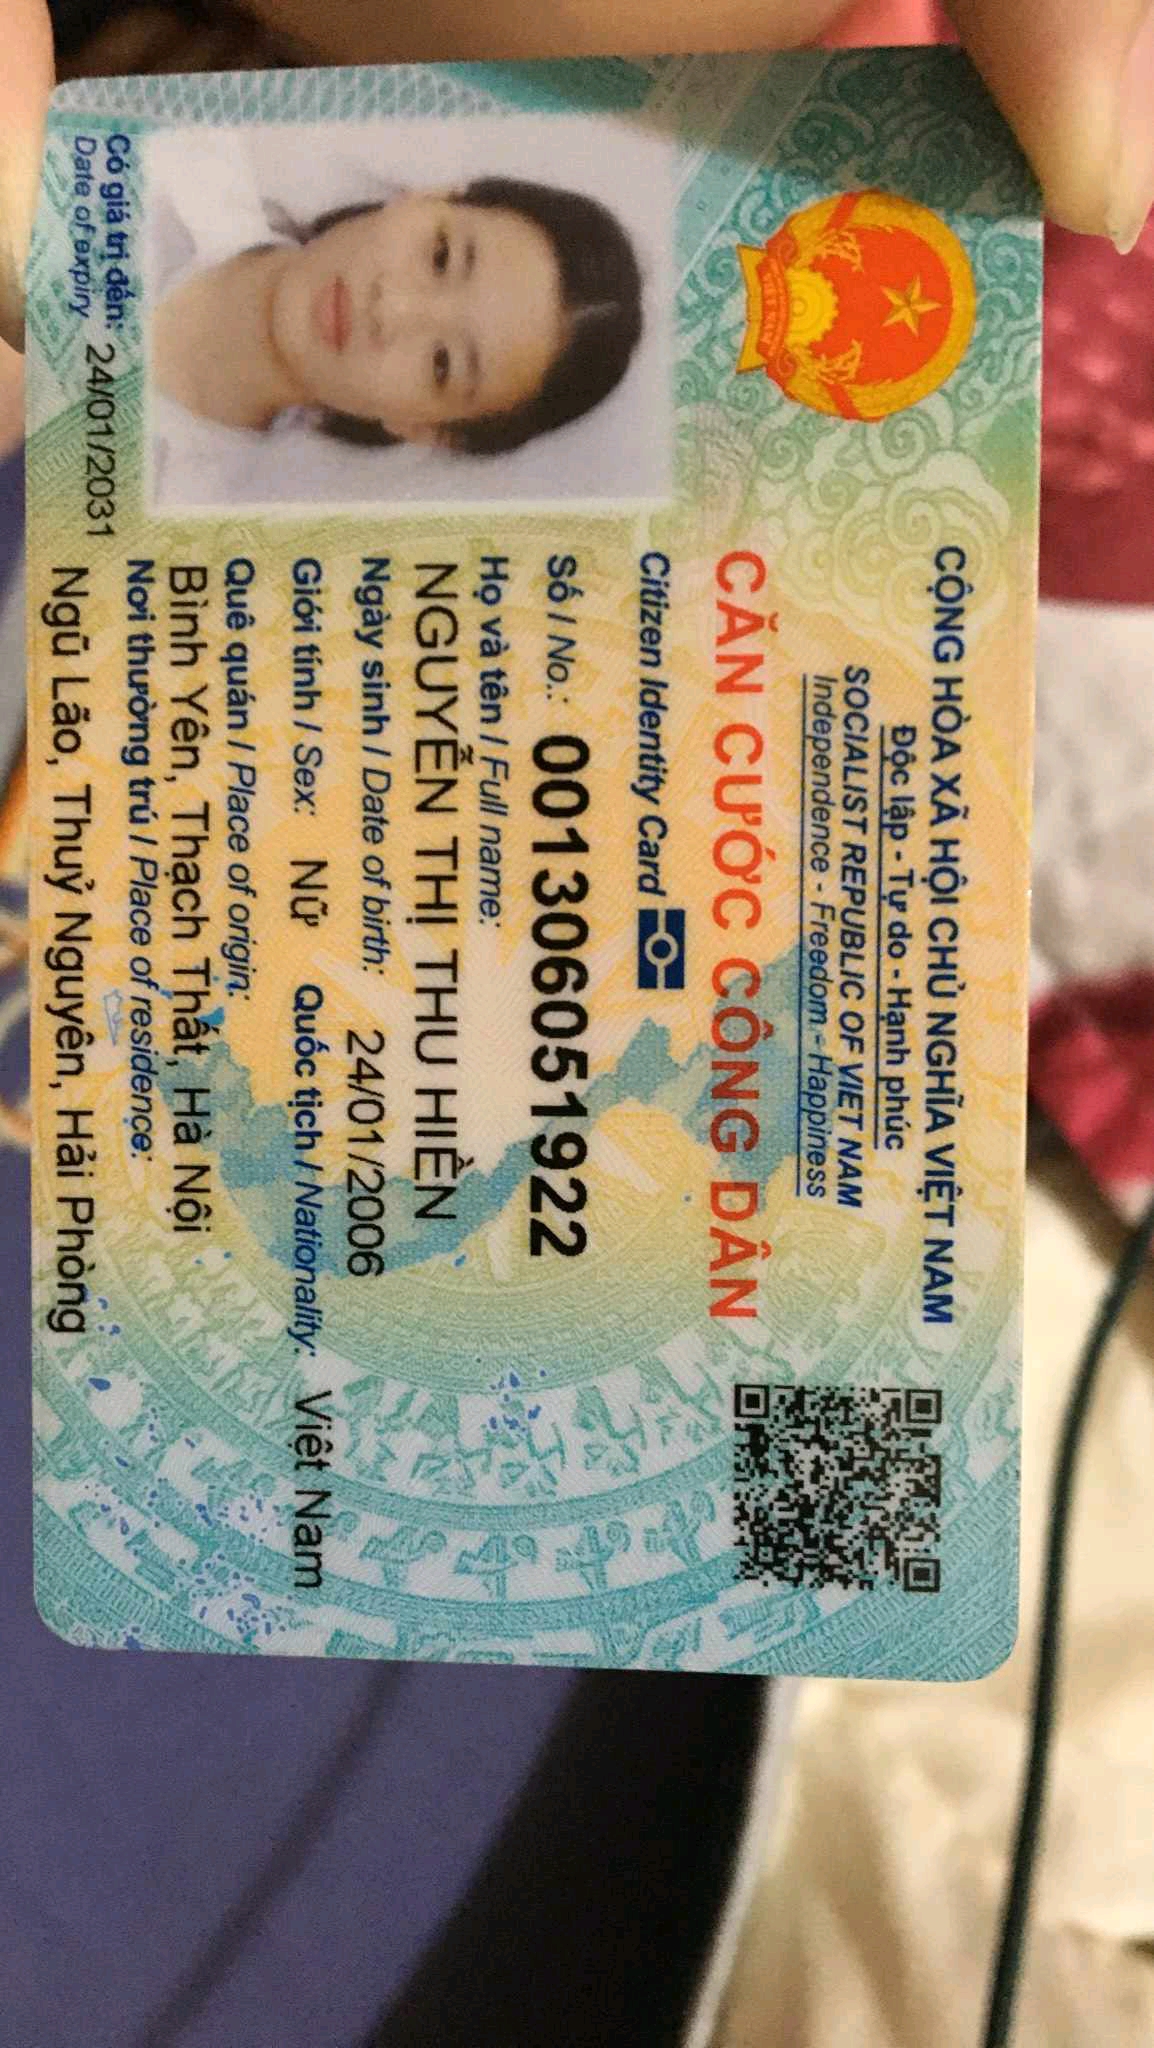 CỘNG HÒA XÃ HỘI CHỦ NGHĨA VIỆT NAM
Độc lập - Tự do - Hạnh phúc
SOCIALIST REPUBLIC OF VIET NAM
Independence - Freedom - Happiness
CĂN CƯỚC CÔNG DÂN
Citizen Identity Card
Số / No.: 001306051922
Họ và tên / Full name:
NGUYỄN THỊ THU HIỀN
Ngày sinh / Date of birth: 24/01/2006
Giới tính / Sex: Nữ Quốc tịch / Nationality: Việt Nam
Quê quán / Place of origin:
Bình Yên, Thạch Thất, Hà Nội
Nơi thường trú / Place of residence:
Ngũ Lão, Thuỷ Nguyên, Hải Phòng
Có giá trị đến: 24/01/2031
Date of expiry